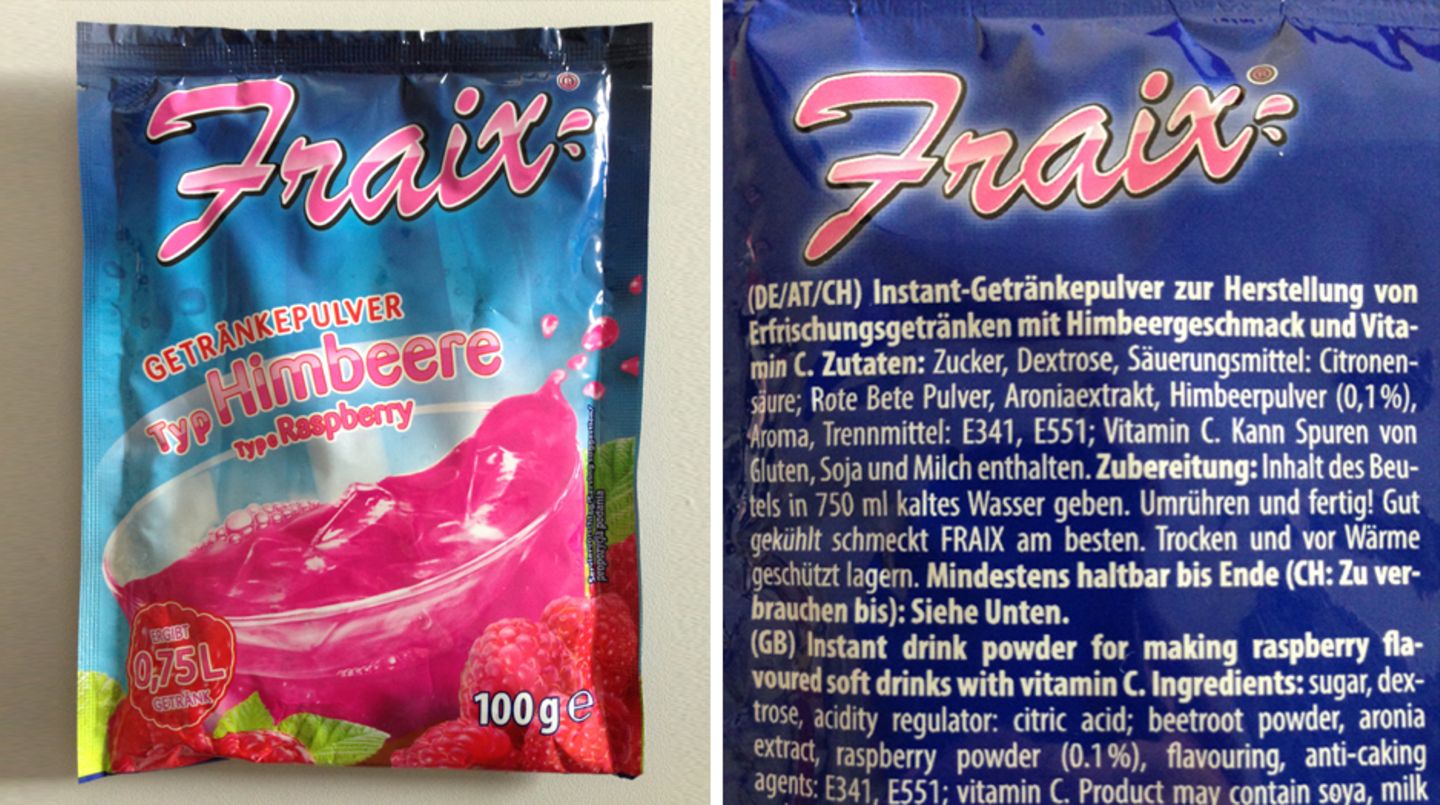 Fraix
®
GETRÄNKEPULVER
Typ Himbeere
Type Raspberry
propozycja podania
ERGIBT
0,75L
GETRÄNK
100 g e
Fraix
®
(DE/AT/CH) Instant-Getränkepulver zur Herstellung von
Erfrischungsgetränken mit Himbeergeschmack und Vita-
min C. Zutaten: Zucker, Dextrose, Säuerungsmittel: Citronen-
säure; Rote Bete Pulver, Aroniaextrakt, Himbeerpulver (0,1%),
Aroma, Trennmittel: E341, E551; Vitamin C. Kann Spuren von
Gluten, Soja und Milch enthalten. Zubereitung: Inhalt des Beu-
tels in 750 ml kaltes Wasser geben. Umrühren und fertig! Gut
gekühlt schmeckt FRAIX am besten. Trocken und vor Wärme
geschützt lagern. Mindestens haltbar bis Ende (CH: Zu ver-
brauchen bis): Siehe Unten.
(GB) Instant drink powder for making raspberry fla-
voured soft drinks with vitamin C. Ingredients: sugar, dex-
trose, acidity regulator: citric acid; beetroot powder, aronia
extract, raspberry powder (0.1%), flavouring, anti-caking
agents: E341, E551; vitamin C. Product may contain soya, milk